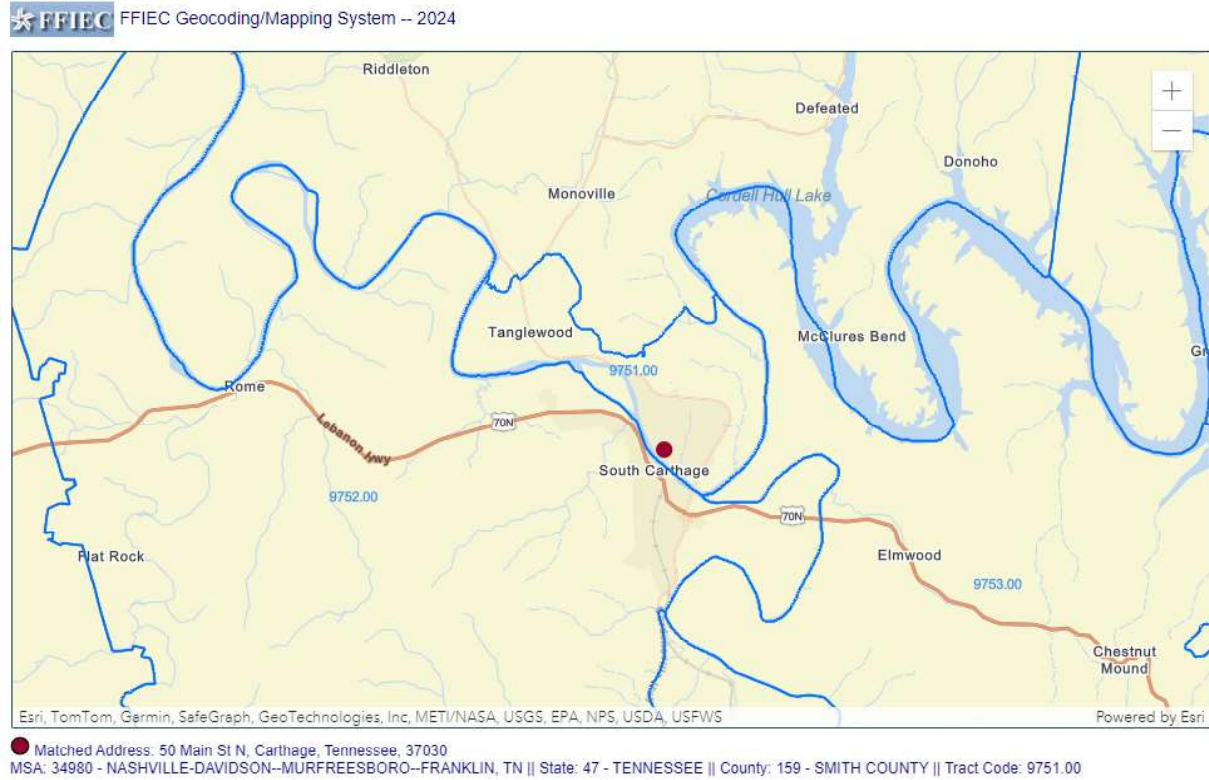 FFIEC
FFIEC Geocoding/Mapping System -- 2024
Riddleton
Defeated
+
−
Donoho
Monoville
Cordell Hull Lake
Tanglewood
McClures Bend
Gr
9751.00
Rome
Lebanon Hwy
70N
South Carthage
9752.00
70N
Flat Rock
Elmwood
9753.00
Chestnut
Mound
Esri, TomTom, Garmin, SafeGraph, GeoTechnologies, Inc, METI/NASA, USGS, EPA, NPS, USDA, USFWS
Powered by Esri
Matched Address: 50 Main St N, Carthage, Tennessee, 37030
MSA: 34980 - NASHVILLE-DAVIDSON--MURFREESBORO--FRANKLIN, TN || State: 47 - TENNESSEE || County: 159 - SMITH COUNTY || Tract Code: 9751.00